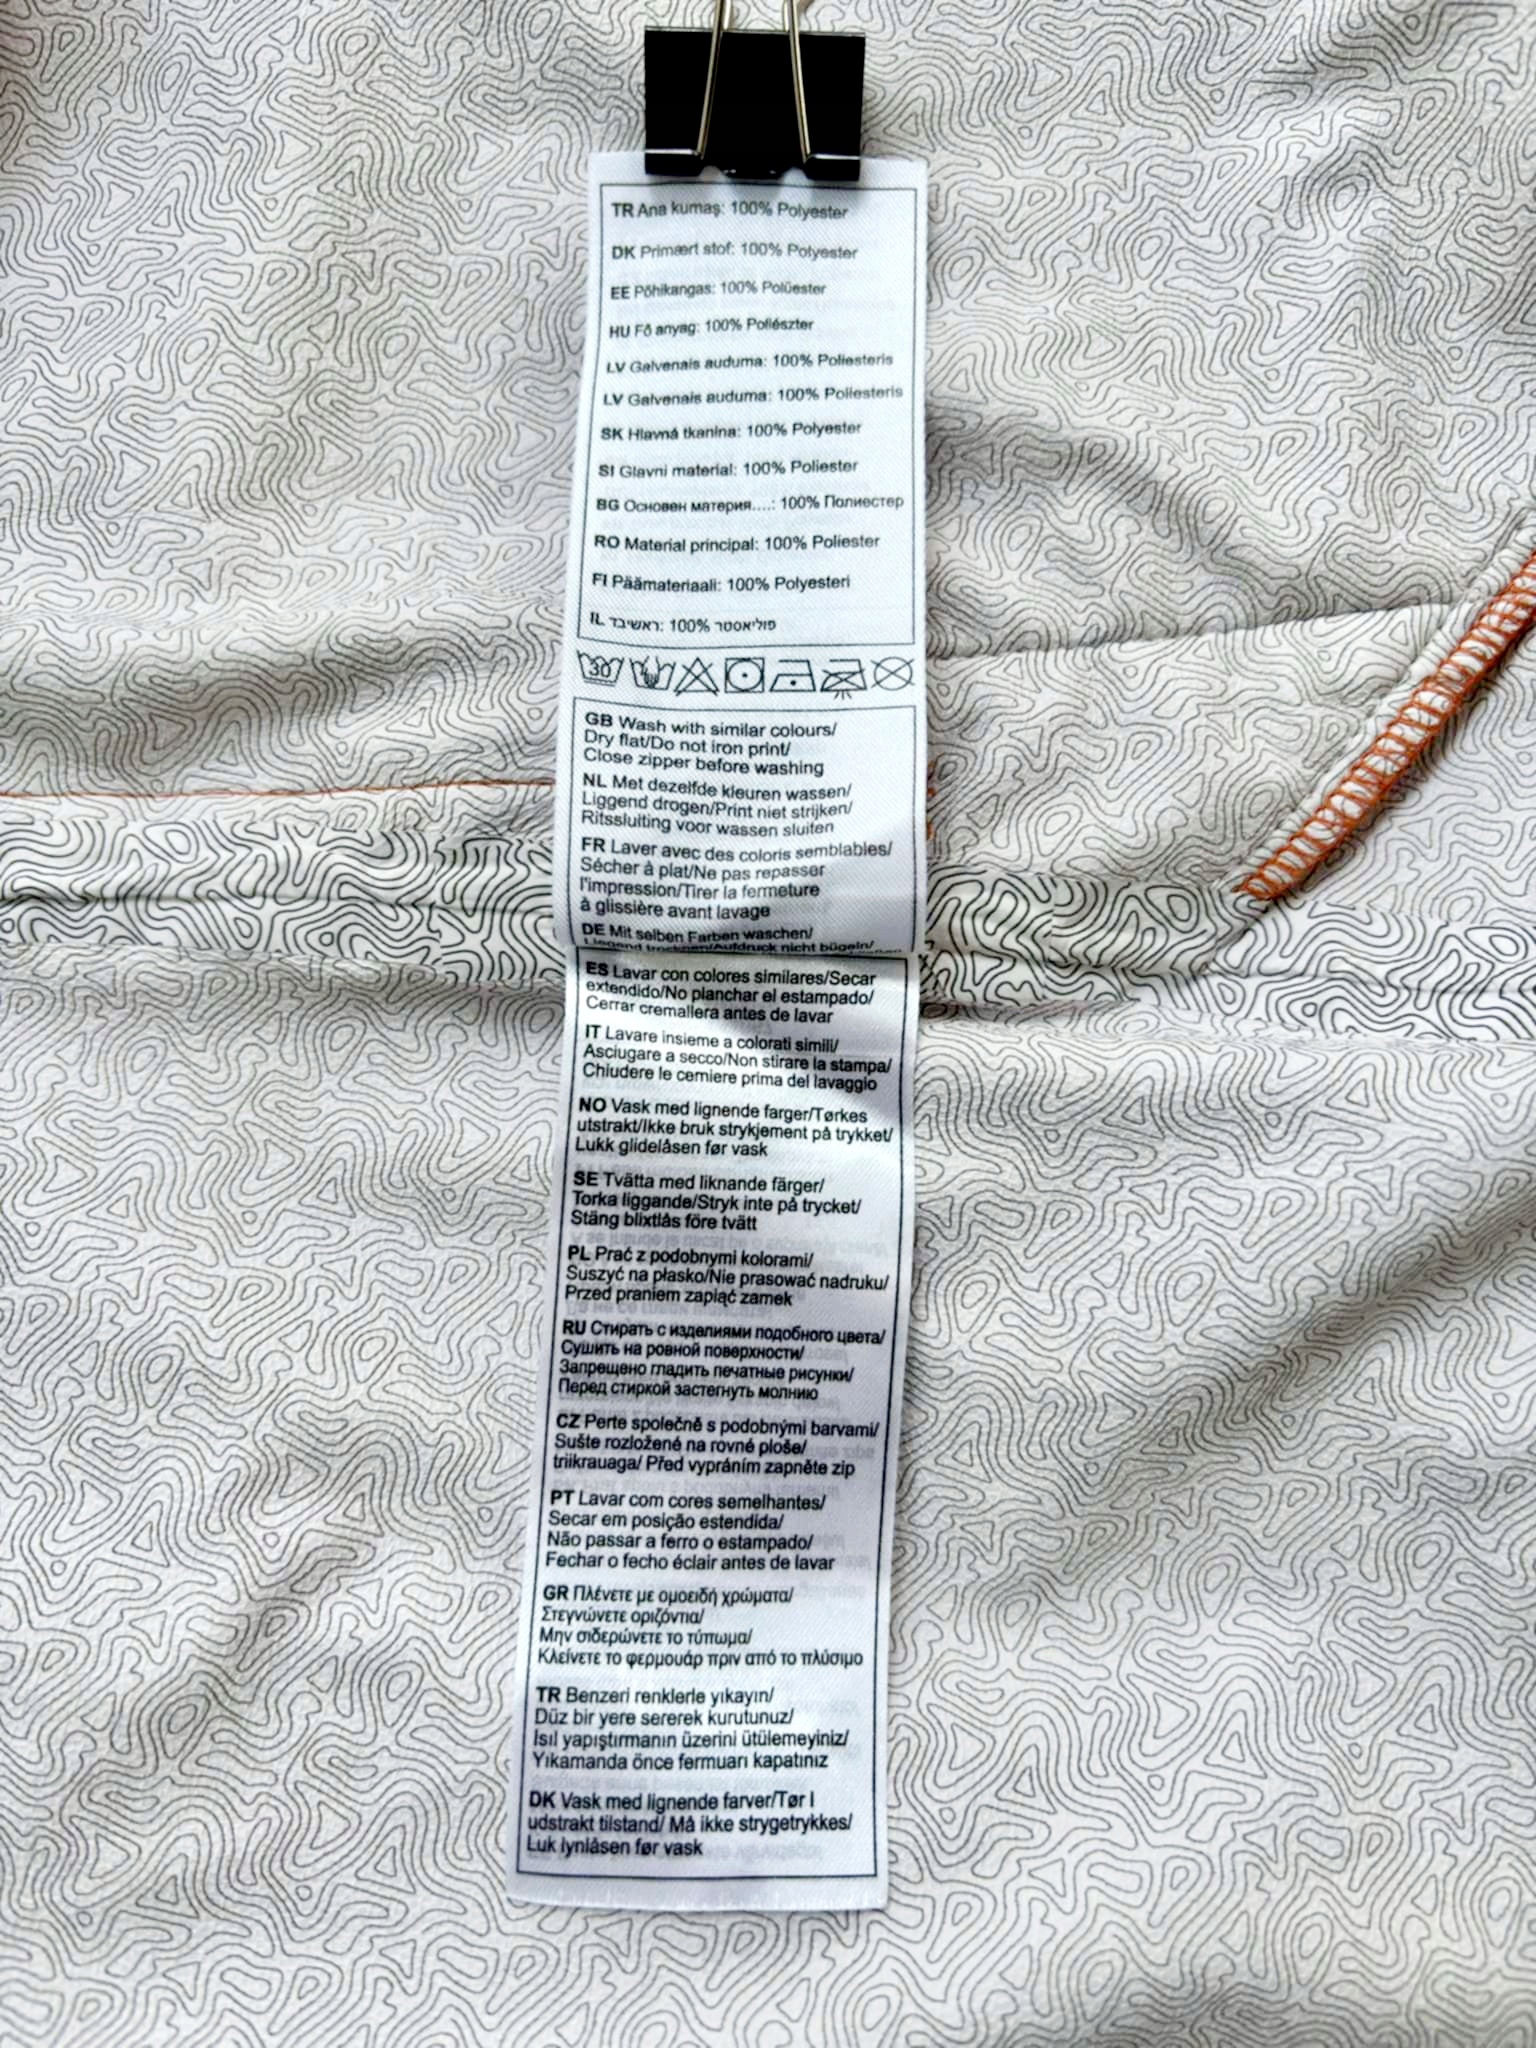 TR Ana kumaş: 100% Polyester
DK Primært stof: 100% Polyester
EE Põhikangas: 100% Polüester
HU Fő anyag: 100% Poliészter
LV Galvenais auduma: 100% Poliesteris
LV Galvenais auduma: 100% Poliesteris
SK Hlavná tkanina: 100% Polyester
SI Glavni material: 100% Poliester
BG Основен материя....: 100% Полиестер
RO Material principal: 100% Poliester
FI Päämateriaali: 100% Polyesteri
IL ראשיבד: 100% פוליאסטר
30
GB Wash with similar colours/
Dry flat/Do not iron print/
Close zipper before washing
NL Met dezelfde kleuren wassen/
Liggend drogen/Print niet strijken/
Ritssluiting voor wassen sluiten
FR Laver avec des coloris semblables/
Sécher à plat/Ne pas repasser
l'impression/Tirer la fermeture
à glissière avant lavage
DE Mit selben Farben waschen/
Liegend trocknen/Aufdruck nicht bügeln/
ES Lavar con colores similares/Secar
extendido/No planchar el estampado/
Cerrar cremallera antes de lavar
IT Lavare insieme a colorati simili/
Asciugare a secco/Non stirare la stampa/
Chiudere le cerniere prima del lavaggio
NO Vask med lignende farger/Tørkes
utstrakt/Ikke bruk strykjement på trykket/
Lukk glidelåsen før vask
SE Tvätta med liknande färger/
Torka liggande/Stryk inte på trycket/
Stäng blixtlås före tvätt
PL Prać z podobnymi kolorami/
Suszyć na płasko/Nie prasować nadruku/
Przed praniem zapiąć zamek
RU Стирать с изделиями подобного цвета/
Сушить на ровной поверхности/
Запрещено гладить печатные рисунки/
Перед стиркой застегнуть молнию
CZ Perte společně s podobnými barvami/
Sušte rozložené na rovné ploše/
triikrauaga/ Před vypráním zapněte zip
PT Lavar com cores semelhantes/
Secar em posição estendida/
Não passar a ferro o estampado/
Fechar o fecho éclair antes de lavar
GR Πλένετε με ομοειδή χρώματα/
Στεγνώνετε οριζόντια/
Μην σιδερώνετε το τύπωμα/
Κλείνετε το φερμουάρ πριν από το πλύσιμο
TR Benzeri renklerle yıkayın/
Düz bir yere sererek kurutunuz/
Isıl yapıştırmanın üzerini ütülemeyiniz/
Yıkamanda önce fermuarı kapatınız
DK Vask med lignende farver/Tør I
udstrakt tilstand/ Må ikke strygetrykkes/
Luk lynlåsen før vask